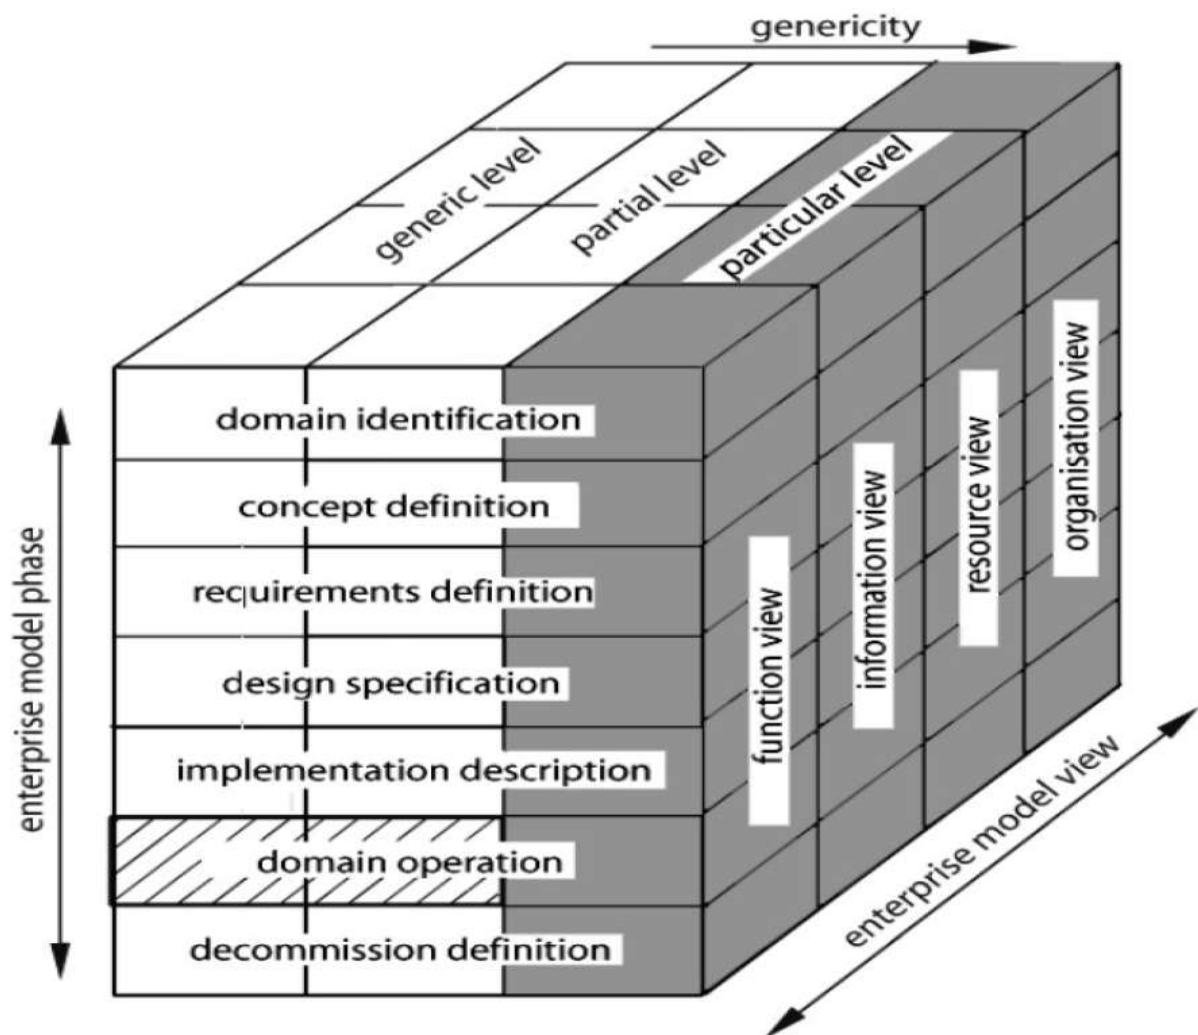 genericity
generic level
partial level
particular level
domain identification
concept definition
requirements definition
design specification
implementation description
domain operation
decommission definition
enterprise model phase
function view
information view
resource view
organisation view
enterprise model view